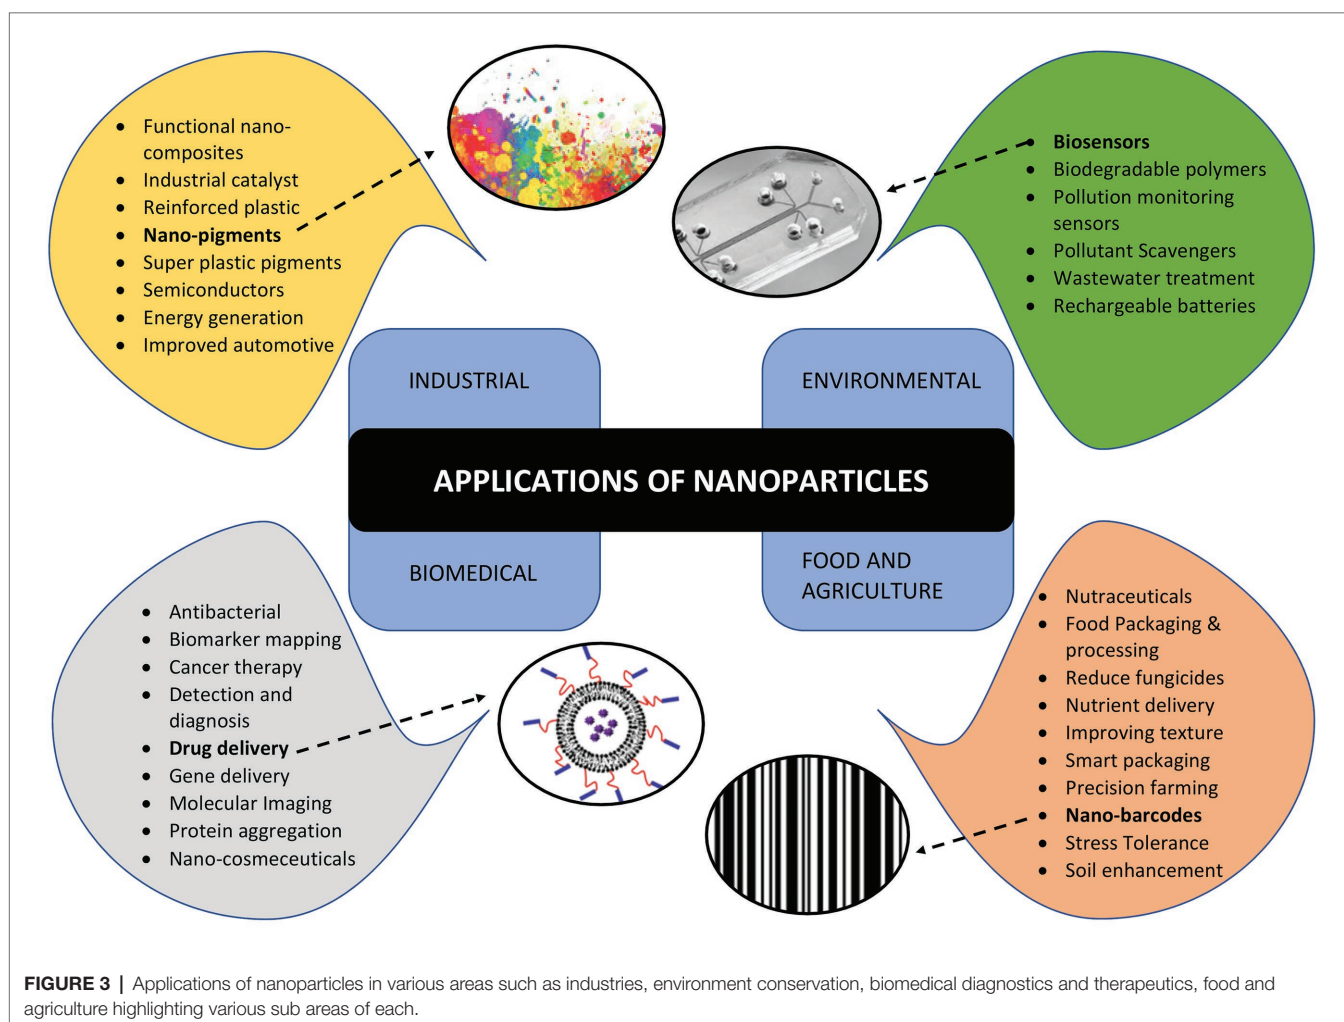 • Functional nano-
composites
• Industrial catalyst
• Reinforced plastic
• Nano-pigments
• Super plastic pigments
• Semiconductors
• Energy generation
• Improved automotive
• Biosensors
• Biodegradable polymers
• Pollution monitoring
sensors
• Pollutant Scavengers
• Wastewater treatment
• Rechargeable batteries
INDUSTRIAL
ENVIRONMENTAL
APPLICATIONS OF NANOPARTICLES
BIOMEDICAL
FOOD AND
AGRICULTURE
• Antibacterial
• Biomarker mapping
• Cancer therapy
• Detection and
diagnosis
• Drug delivery
• Gene delivery
• Molecular Imaging
• Protein aggregation
• Nano-cosmeceuticals
• Nutraceuticals
• Food Packaging &
processing
• Reduce fungicides
• Nutrient delivery
• Improving texture
• Smart packaging
• Precision farming
• Nano-barcodes
• Stress Tolerance
• Soil enhancement
FIGURE 3 | Applications of nanoparticles in various areas such as industries, environment conservation, biomedical diagnostics and therapeutics, food and
agriculture highlighting various sub areas of each.